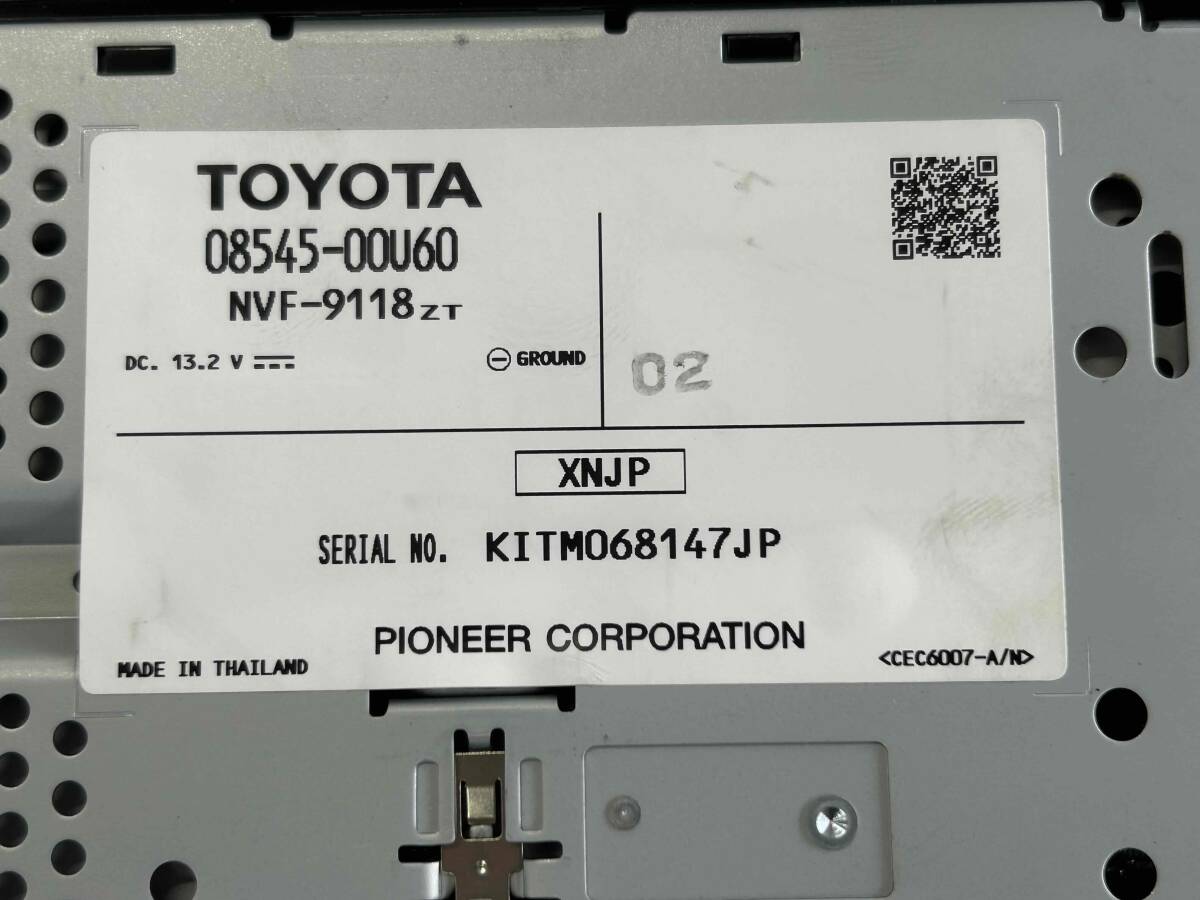 TOYOTA
08545-00U60
NVF-9118ZT
DC. 13.2 V
GROUND
02
XNJP
SERIAL NO. KITM068147JP
PIONEER CORPORATION
MADE IN THAILAND
<CEC6007-A/N>